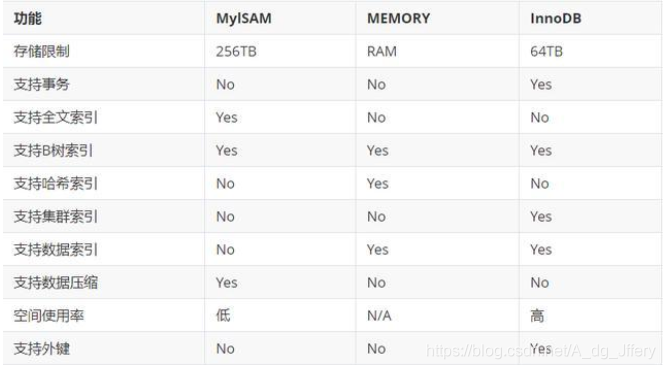 功能 MyISAM MEMORY InnoDB
存储限制 256TB RAM 64TB
支持事务 No No Yes
支持全文索引 Yes No No
支持B树索引 Yes Yes Yes
支持哈希索引 No Yes No
支持集群索引 No No Yes
支持数据索引 No Yes Yes
支持数据压缩 Yes No No
空间使用率 低 N/A 高
支持外键 No No Yes
https://blog.csdn.net/A_dg_Jffery